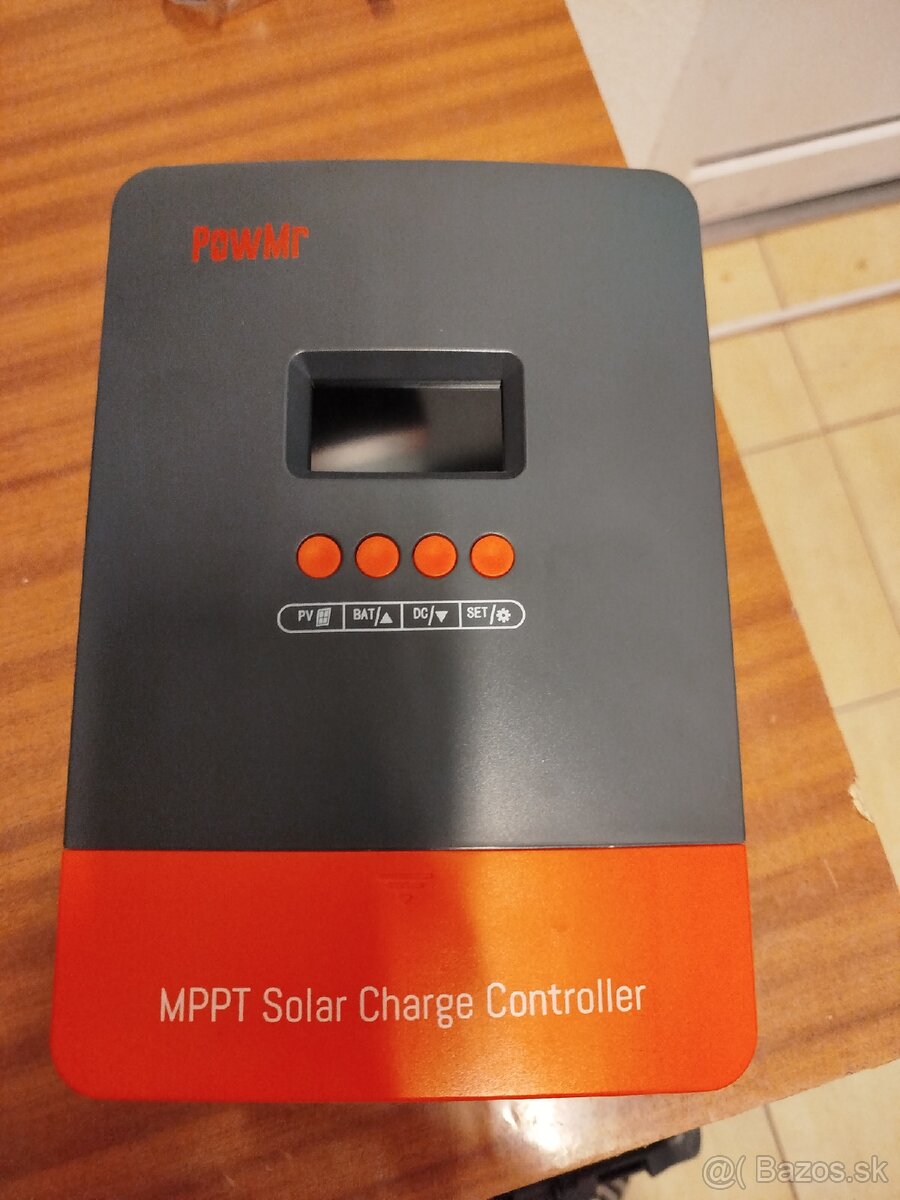 PowMr
PV BAT/▲ DC/▼ SET/⚙
MPPT Solar Charge Controller
@( Bazos.sk